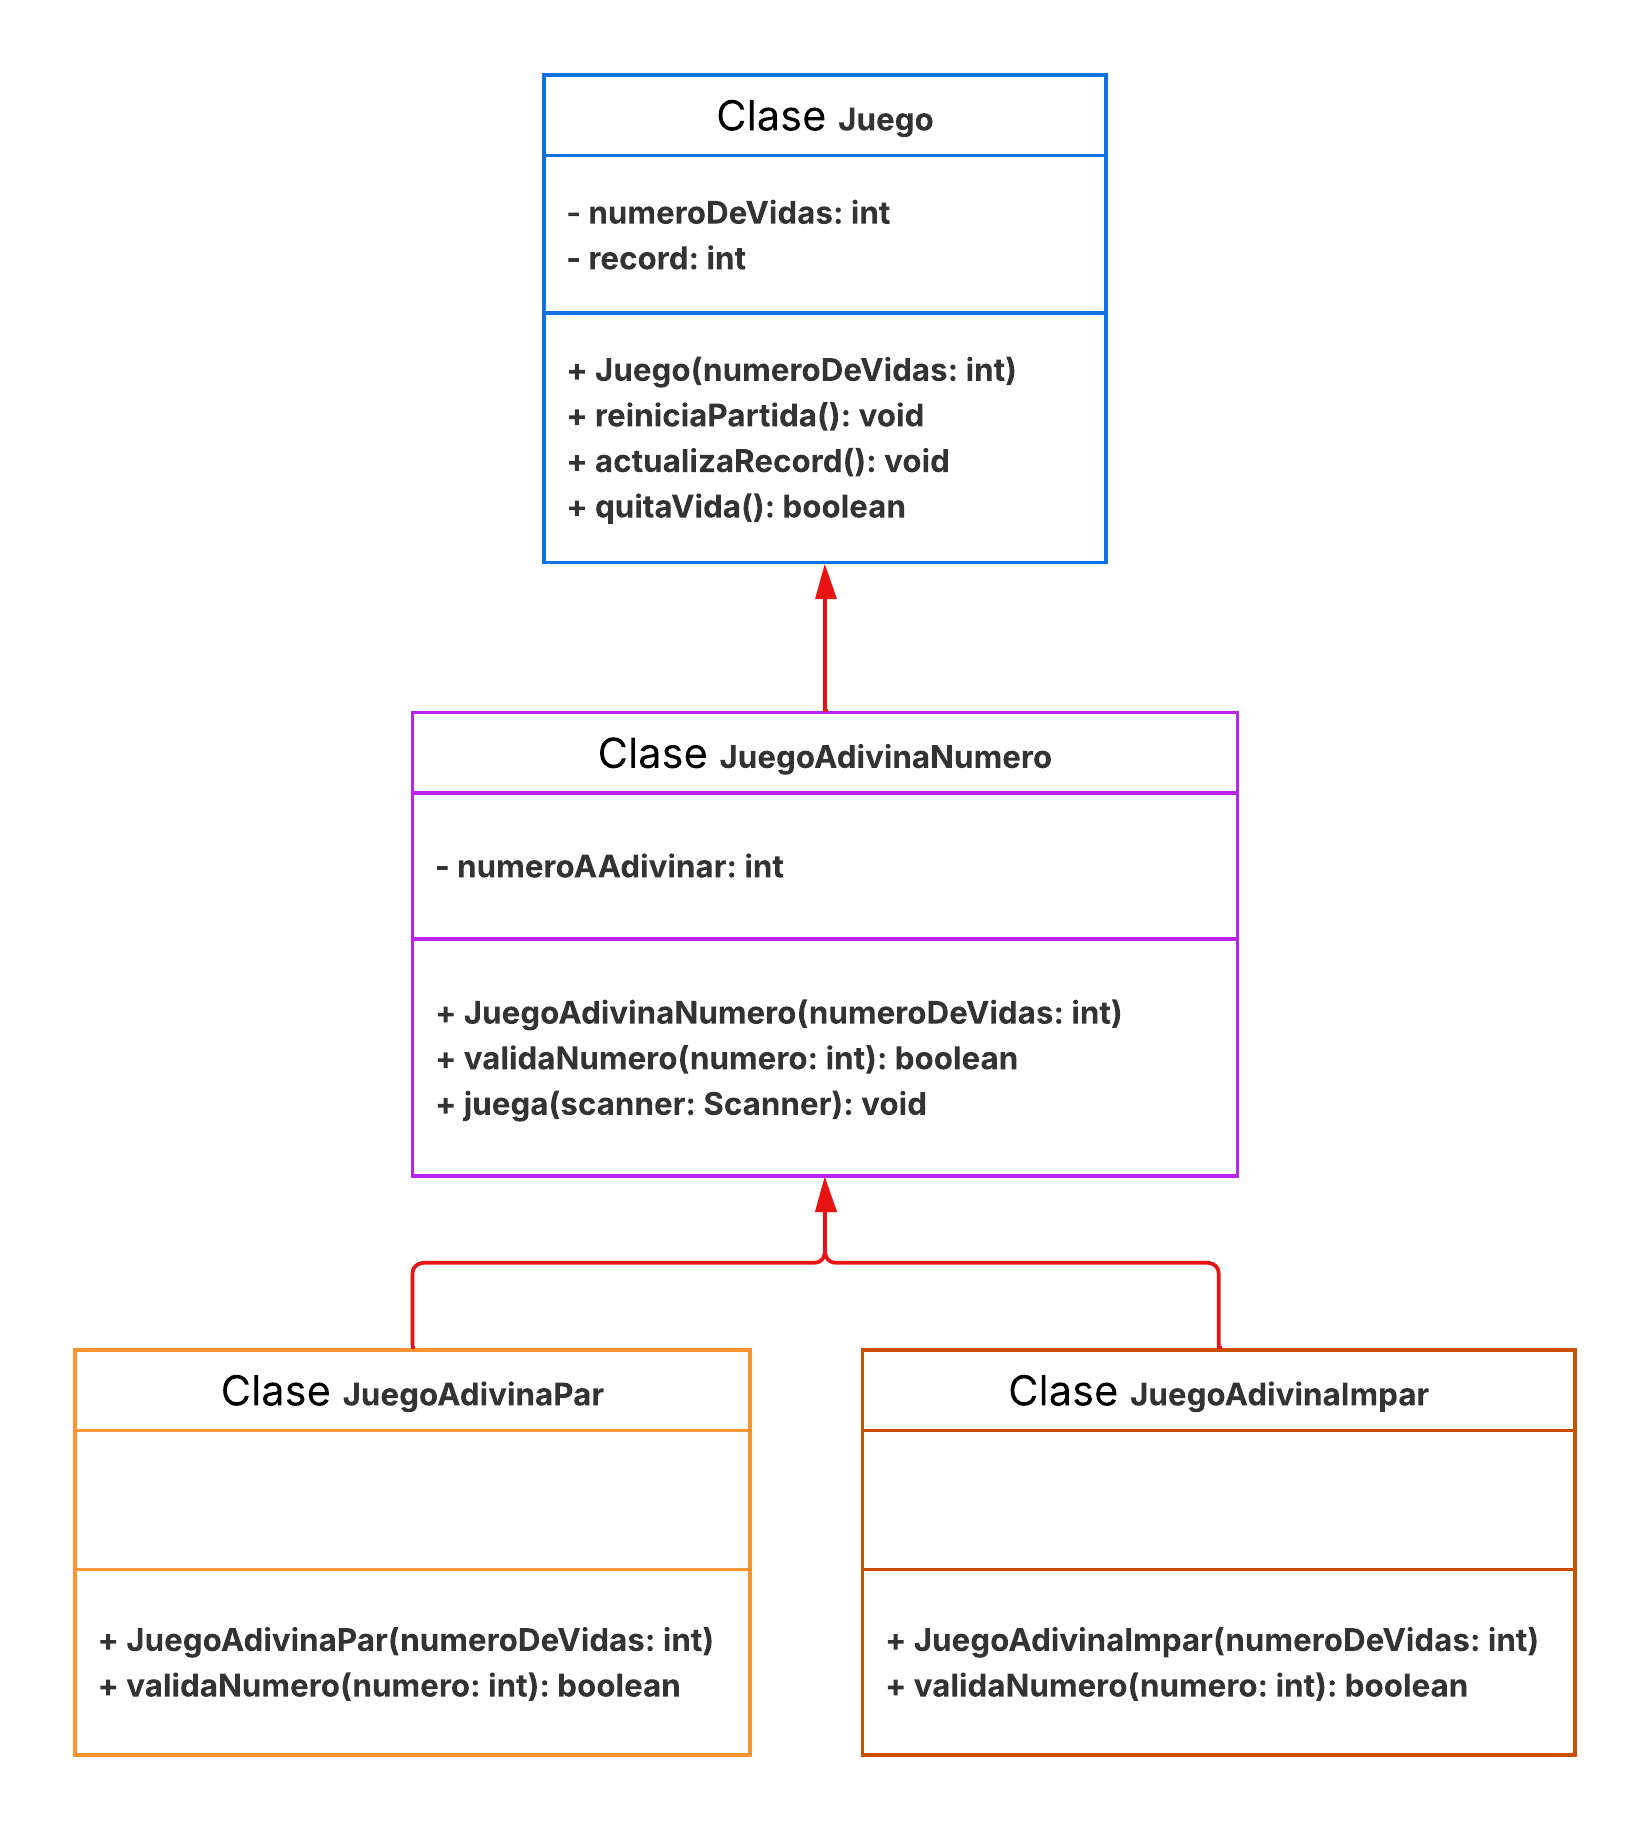 Clase Juego
- numeroDeVidas: int
- record: int
+ Juego(numeroDeVidas: int)
+ reiniciaPartida(): void
+ actualizaRecord(): void
+ quitaVida(): boolean
Clase JuegoAdivinaNumero
- numeroAAdivinar: int
+ JuegoAdivinaNumero(numeroDeVidas: int)
+ validaNumero(numero: int): boolean
+ juega(scanner: Scanner): void
Clase JuegoAdivinaPar
+ JuegoAdivinaPar(numeroDeVidas: int)
+ validaNumero(numero: int): boolean
Clase JuegoAdivinaImpar
+ JuegoAdivinaImpar(numeroDeVidas: int)
+ validaNumero(numero: int): boolean